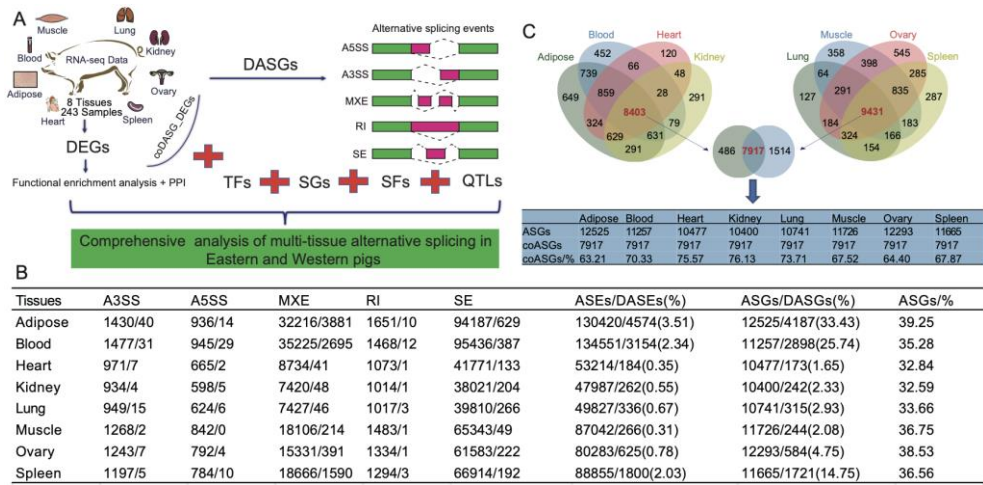 A
Muscle
Lung
Blood
RNA-seq Data
Kidney
Adipose
Ovary
8 Tissues
243 Samples
Heart
Spleen
DEGs
coDASG_DEGs
Functional enrichment analysis + PPI
DASGs
Alternative splicing events
A5SS
A3SS
MXE
RI
SE
TFs
SGs
SFs
QTLs
Comprehensive analysis of multi-tissue alternative splicing in
Eastern and Western pigs
C
Blood Heart
Adipose Kidney
452 120
739 66 48
649 859 28 291
8403
324 79
629 631
291
Muscle Ovary
Lung Spleen
358 545
64 398 285
127 291 835 287
9431
184 183
324 166
154
486 7917 1514
Adipose Blood Heart Kidney Lung Muscle Ovary Spleen
ASGs 12525 11257 10477 10400 10741 11726 12293 11665
coASGs 7917 7917 7917 7917 7917 7917 7917 7917
coASGs/% 63.21 70.33 75.57 76.13 73.71 67.52 64.40 67.87
B
Tissues A3SS A5SS MXE RI SE ASEs/DASEs(%) ASGs/DASGs(%) ASGs/%
Adipose 1430/40 936/14 32216/3881 1651/10 94187/629 130420/4574(3.51) 12525/4187(33.43) 39.25
Blood 1477/31 945/29 35225/2695 1468/12 95436/387 134551/3154(2.34) 11257/2898(25.74) 35.28
Heart 971/7 665/2 8734/41 1073/1 41771/133 53214/184(0.35) 10477/173(1.65) 32.84
Kidney 934/4 598/5 7420/48 1014/1 38021/204 47987/262(0.55) 10400/242(2.33) 32.59
Lung 949/15 624/6 7427/46 1017/3 39810/266 49827/336(0.67) 10741/315(2.93) 33.66
Muscle 1268/2 842/0 18106/214 1483/1 65343/49 87042/266(0.31) 11726/244(2.08) 36.75
Ovary 1243/7 792/4 15331/391 1334/1 61583/222 80283/625(0.78) 12293/584(4.75) 38.53
Spleen 1197/5 784/10 18666/1590 1294/3 66914/192 88855/1800(2.03) 11665/1721(14.75) 36.56